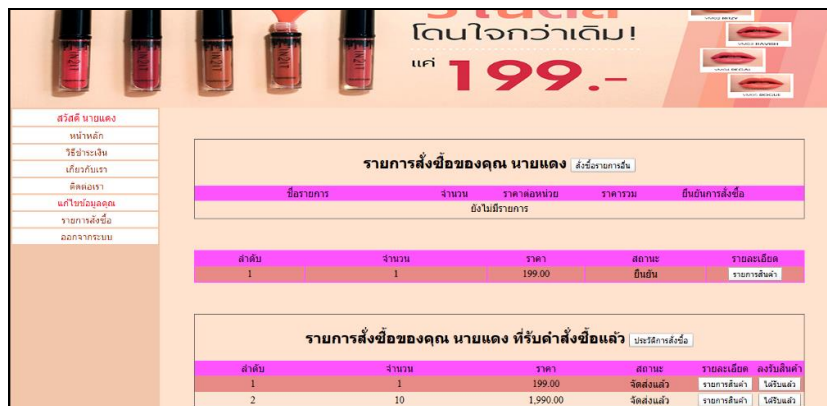 โดนใจกว่าเดิม!
แค่ 199.-
สวัสดี นายแดง
หน้าหลัก
วิธีชำระเงิน
เกี่ยวกับเรา
ติดต่อเรา
แก้ไขข้อมูลคุณ
รายการสั่งซื้อ
ออกจากระบบ
รายการสั่งซื้อของคุณ นายแดง สั่งซื้อรายการอื่น
ชื่อรายการ จำนวน ราคาต่อหน่วย ราคารวม ยืนยันการสั่งซื้อ
ยังไม่มีรายการ
ลำดับ จำนวน ราคา สถานะ รายละเอียด
1 1 199.00 ยืนยัน รายการสินค้า
รายการสั่งซื้อของคุณ นายแดง ที่รับคำสั่งซื้อแล้ว ประวัติการสั่งซื้อ
ลำดับ จำนวน ราคา สถานะ รายละเอียด ลงรับสินค้า
1 1 199.00 จัดส่งแล้ว รายการสินค้า ได้รับแล้ว
2 10 1,990.00 จัดส่งแล้ว รายการสินค้า ได้รับแล้ว